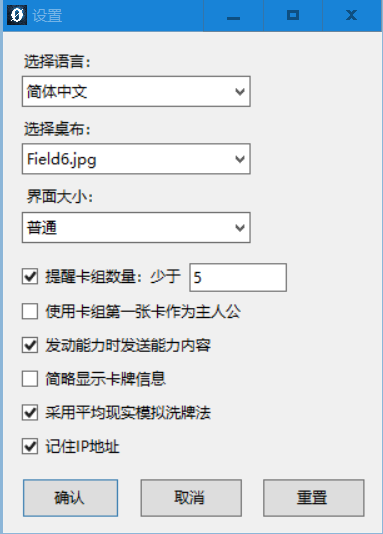 设置
选择语言：
简体中文
选择桌布：
Field6.jpg
界面大小：
普通
提醒卡组数量：少于 5
使用卡组第一张卡作为主人公
发动能力时发送能力内容
简略显示卡牌信息
采用平均现实模拟洗牌法
记住IP地址
确认 取消 重置